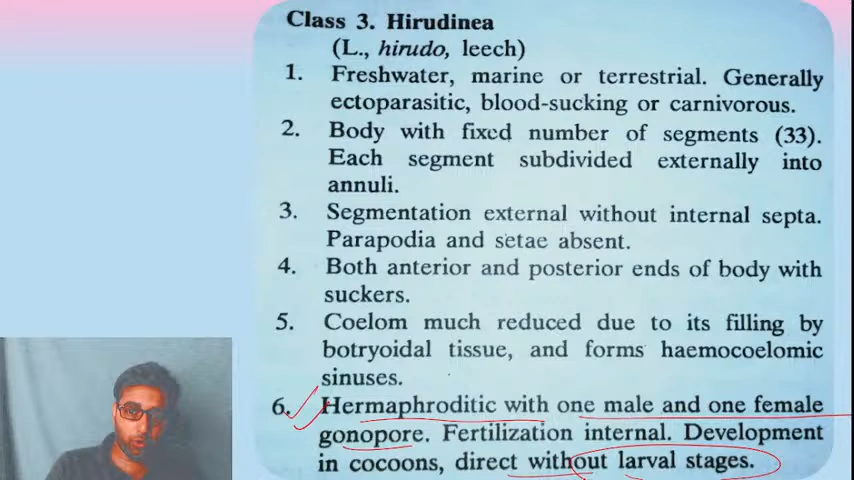 Class 3. Hirudinea
(L., hirudo, leech)
1. Freshwater, marine or terrestrial. Generally
ectoparasitic, blood-sucking or carnivorous.
2. Body with fixed number of segments (33).
Each segment subdivided externally into
annuli.
3. Segmentation external without internal septa.
Parapodia and setae absent.
4. Both anterior and posterior ends of body with
suckers.
5. Coelom much reduced due to its filling by
botryoidal tissue, and forms haemocoelomic
sinuses.
6. Hermaphroditic with one male and one female
gonopore. Fertilization internal. Development
in cocoons, direct without larval stages.